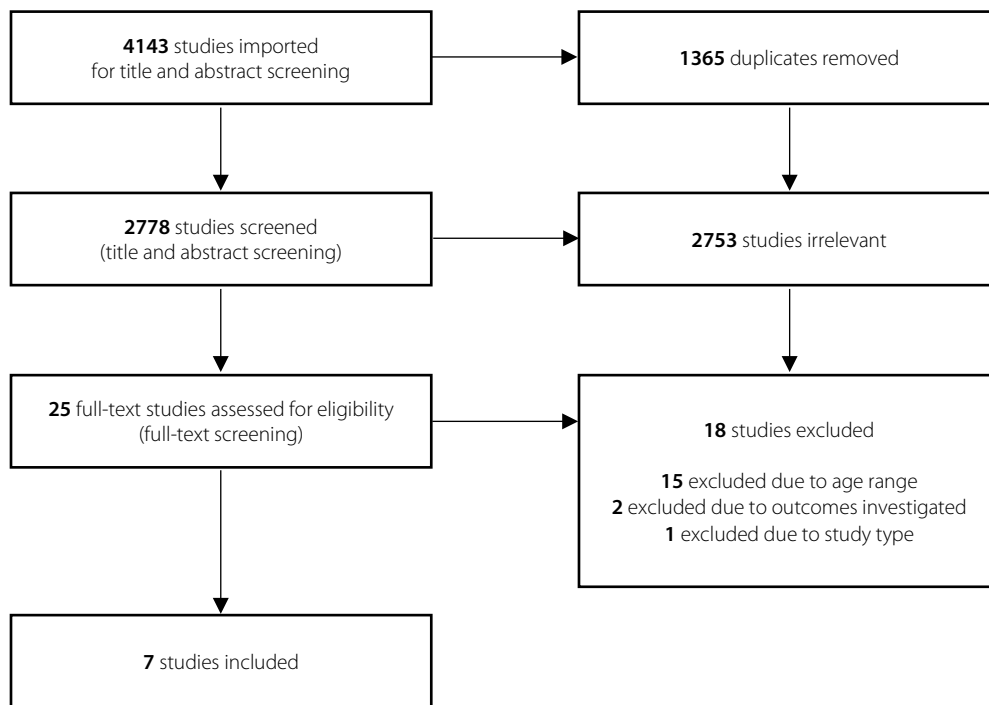 4143 studies imported
for title and abstract screening
1365 duplicates removed
2778 studies screened
(title and abstract screening)
2753 studies irrelevant
25 full-text studies assessed for eligibility
(full-text screening)
18 studies excluded
15 excluded due to age range
2 excluded due to outcomes investigated
1 excluded due to study type
7 studies included